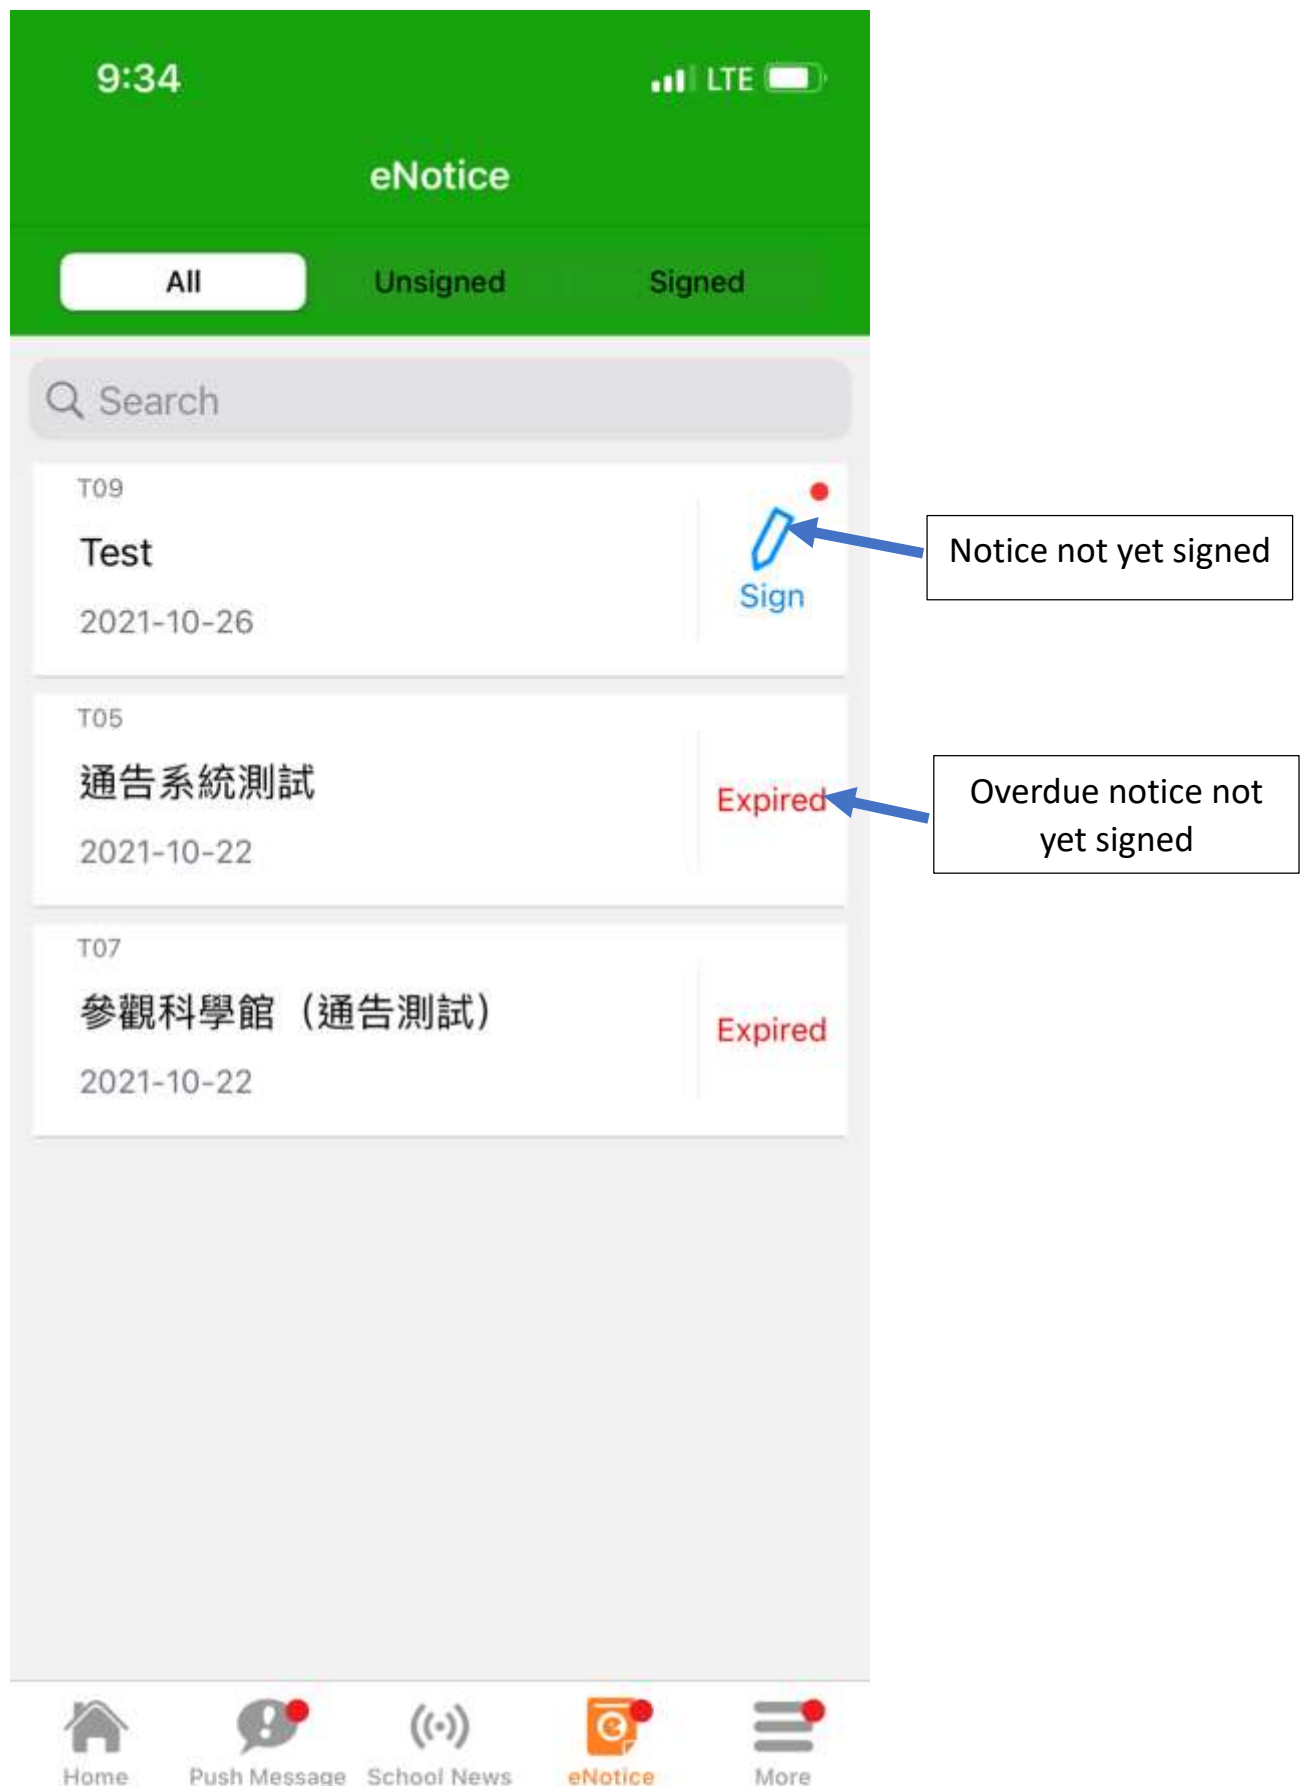 9:34 LTE
eNotice
All Unsigned Signed
Search
T09
Test
2021-10-26
Sign
Notice not yet signed
T05
通告系統測試
2021-10-22
Expired
Overdue notice not
yet signed
T07
參觀科學館（通告測試）
2021-10-22
Expired
Home Push Message School News eNotice More